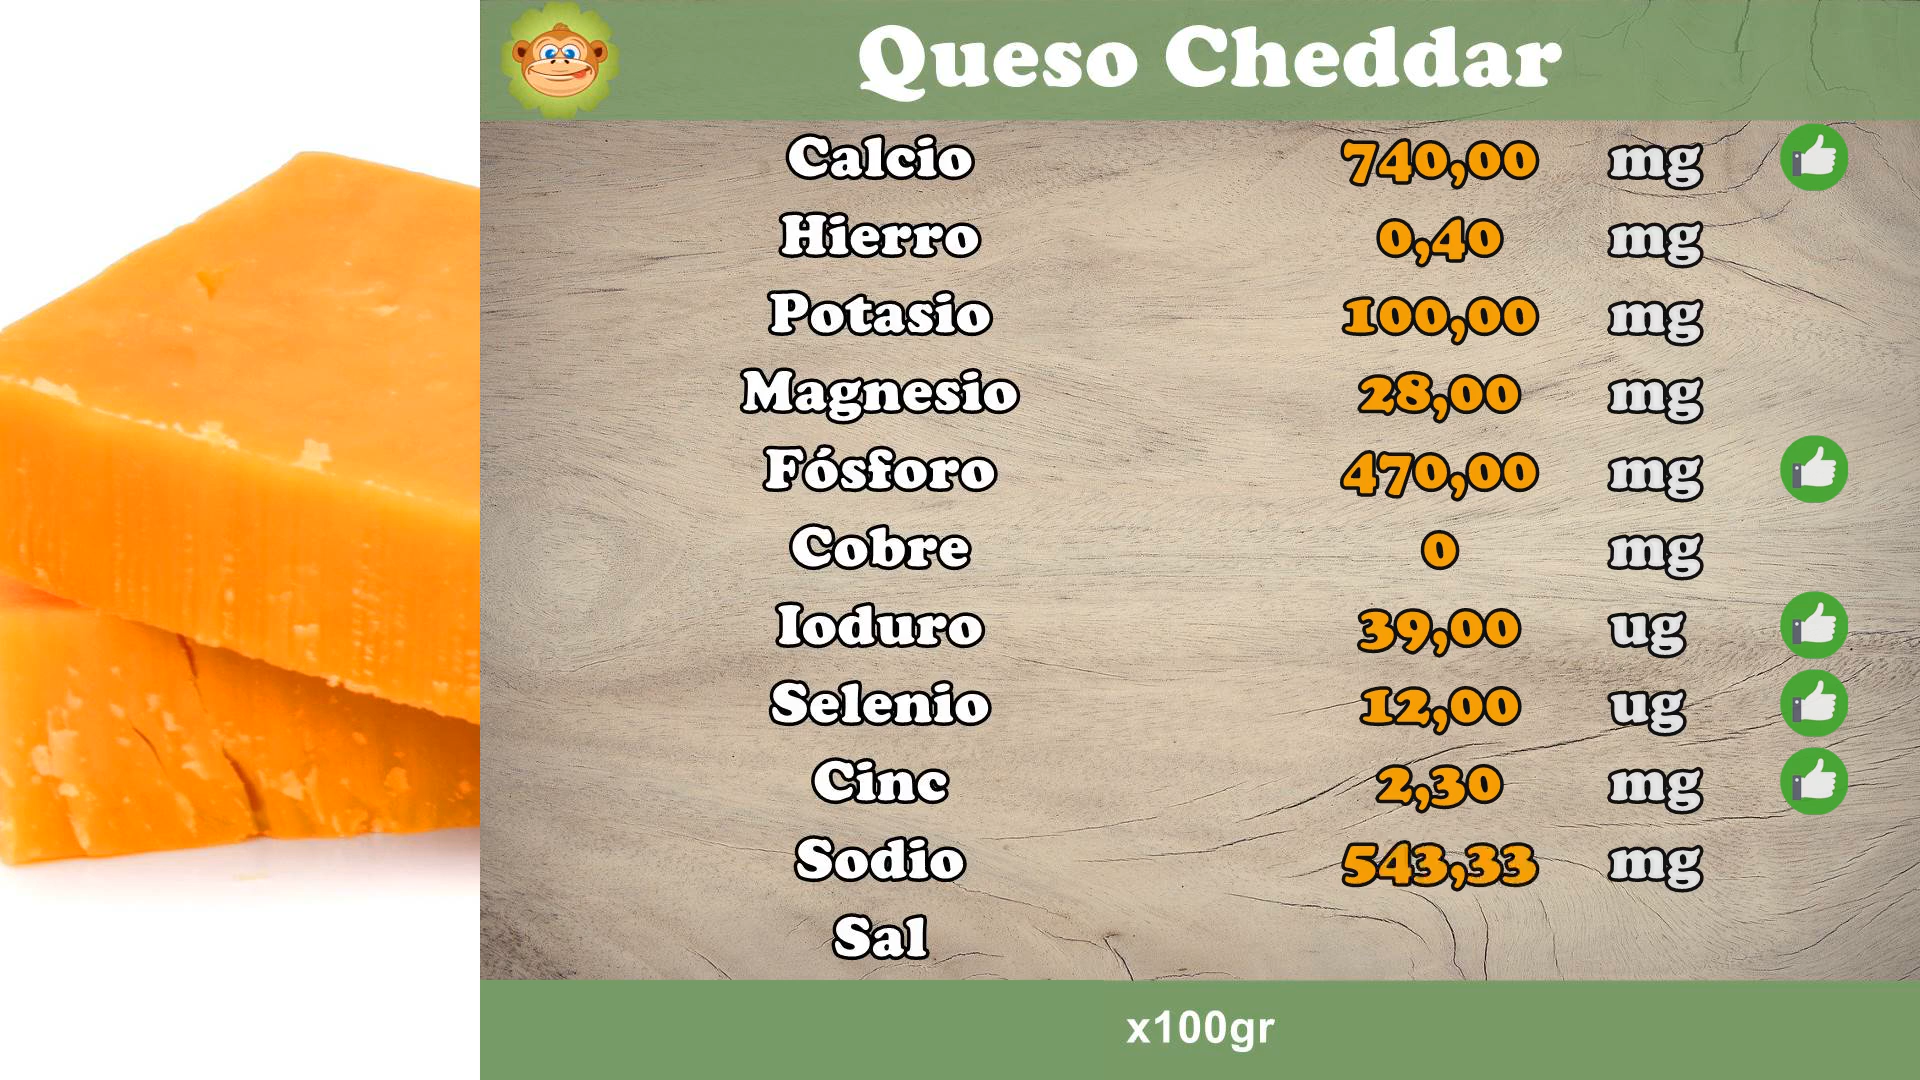 Queso Cheddar
Calcio 740,00 mg
Hierro 0,40 mg
Potasio 100,00 mg
Magnesio 28,00 mg
Fósforo 470,00 mg
Cobre 0 mg
Ioduro 39,00 ug
Selenio 12,00 ug
Cinc 2,30 mg
Sodio 543,33 mg
Sal
x100gr